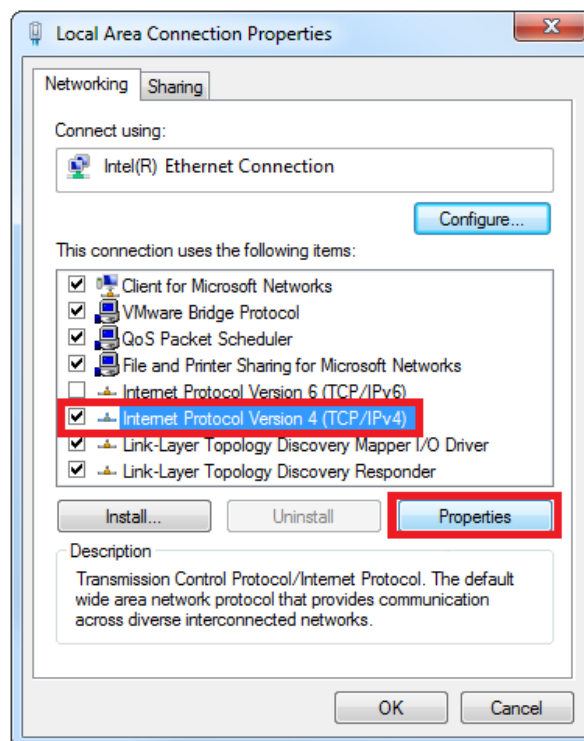 Local Area Connection Properties
Networking
Sharing
Connect using:
Intel(R) Ethernet Connection
Configure...
This connection uses the following items:
Client for Microsoft Networks
VMware Bridge Protocol
QoS Packet Scheduler
File and Printer Sharing for Microsoft Networks
Internet Protocol Version 6 (TCP/IPv6)
Internet Protocol Version 4 (TCP/IPv4)
Link-Layer Topology Discovery Mapper I/O Driver
Link-Layer Topology Discovery Responder
Install...
Uninstall
Properties
Description
Transmission Control Protocol/Internet Protocol. The default
wide area network protocol that provides communication
across diverse interconnected networks.
OK
Cancel